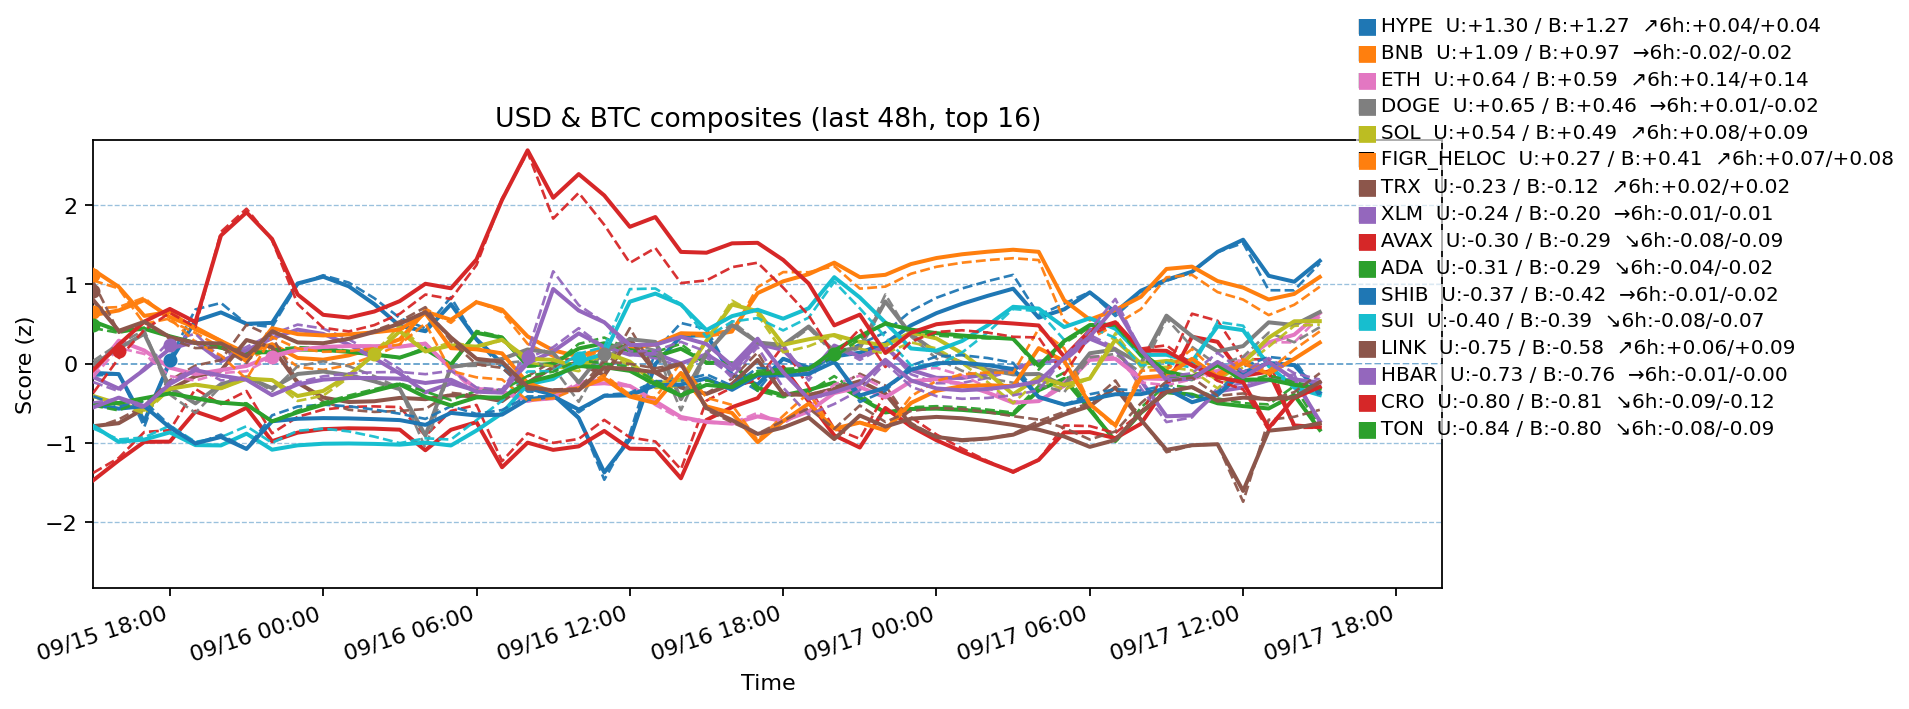 USD & BTC composites (last 48h, top 16)
HYPE U:+1.30 / B:+1.27 ↗6h:+0.04/+0.04
BNB U:+1.09 / B:+0.97 →6h:-0.02/-0.02
ETH U:+0.64 / B:+0.59 ↗6h:+0.14/+0.14
DOGE U:+0.65 / B:+0.46 →6h:+0.01/-0.02
SOL U:+0.54 / B:+0.49 ↗6h:+0.08/+0.09
FIGR_HELOC U:+0.27 / B:+0.41 ↗6h:+0.07/+0.08
TRX U:-0.23 / B:-0.12 ↗6h:+0.02/+0.02
XLM U:-0.24 / B:-0.20 →6h:-0.01/-0.01
AVAX U:-0.30 / B:-0.29 ↘6h:-0.08/-0.09
ADA U:-0.31 / B:-0.29 ↘6h:-0.04/-0.02
SHIB U:-0.37 / B:-0.42 →6h:-0.01/-0.02
SUI U:-0.40 / B:-0.39 ↘6h:-0.08/-0.07
LINK U:-0.75 / B:-0.58 ↗6h:+0.06/+0.09
HBAR U:-0.73 / B:-0.76 →6h:-0.01/-0.00
CRO U:-0.80 / B:-0.81 ↘6h:-0.09/-0.12
TON U:-0.84 / B:-0.80 ↘6h:-0.08/-0.09
Score (z)
2
1
0
−1
−2
09/15 18:00
09/16 00:00
09/16 06:00
09/16 12:00
09/16 18:00
09/17 00:00
09/17 06:00
09/17 12:00
09/17 18:00
Time